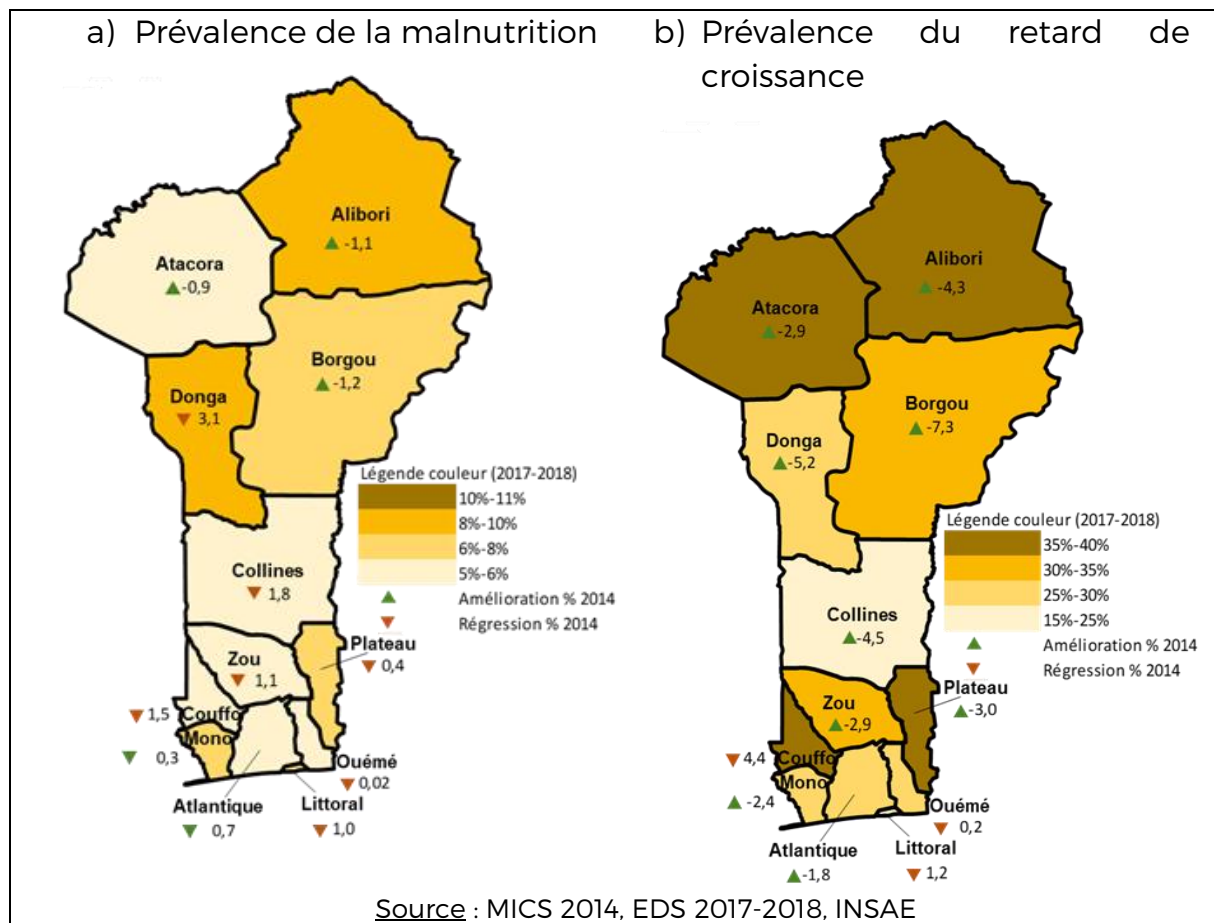 a) Prévalence de la malnutrition
b) Prévalence du retard de
croissance
Alibori
-1,1
Atacora
-0,9
Borgou
-1,2
Donga
3,1
Légende couleur (2017-2018)
10%-11%
8%-10%
6%-8%
5%-6%
Amélioration % 2014
Régression % 2014
Collines
1,8
Plateau
0,4
Zou
1,1
1,5
Couffo
Mono
0,3
Ouémé
0,02
Atlantique
0,7
Littoral
1,0
Alibori
-4,3
Atacora
-2,9
Borgou
-7,3
Donga
-5,2
Légende couleur (2017-2018)
35%-40%
30%-35%
25%-30%
15%-25%
Amélioration % 2014
Régression % 2014
Collines
-4,5
Plateau
-3,0
Zou
-2,9
4,4
Couffo
Mono
-2,4
Ouémé
0,2
Atlantique
-1,8
Littoral
1,2
Source : MICS 2014, EDS 2017-2018, INSAE